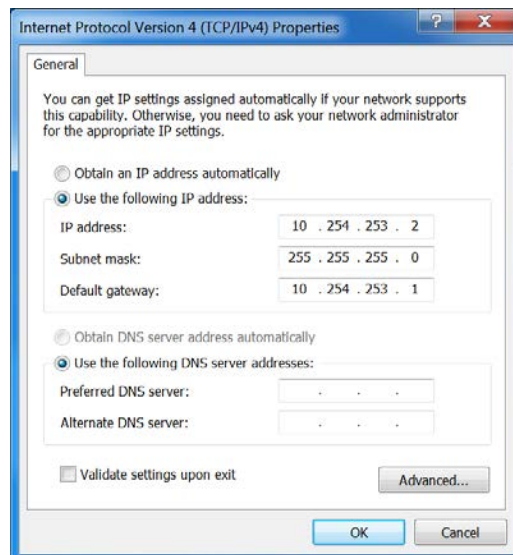 Internet Protocol Version 4 (TCP/IPv4) Properties
General
You can get IP settings assigned automatically if your network supports
this capability. Otherwise, you need to ask your network administrator
for the appropriate IP settings.
Obtain an IP address automatically
Use the following IP address:
IP address: 10 . 254 . 253 . 2
Subnet mask: 255 . 255 . 255 . 0
Default gateway: 10 . 254 . 253 . 1
Obtain DNS server address automatically
Use the following DNS server addresses:
Preferred DNS server: . . .
Alternate DNS server: . . .
Validate settings upon exit
Advanced...
OK Cancel